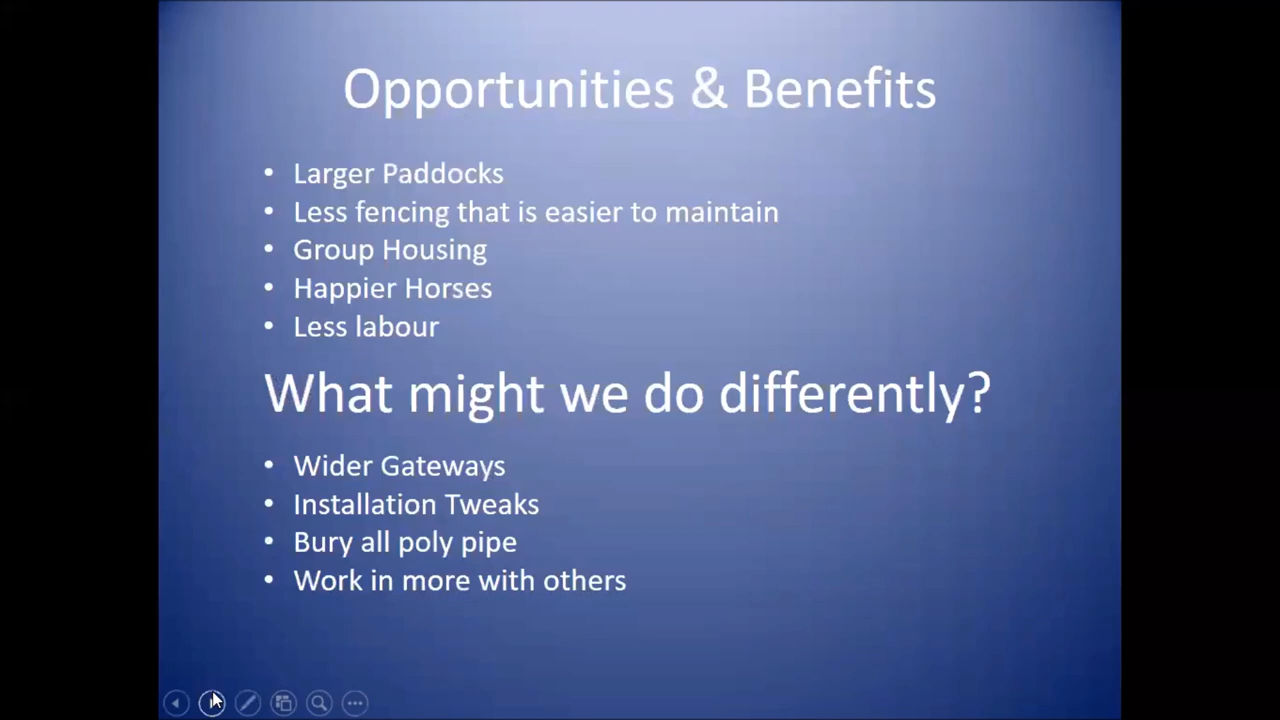 Opportunities & Benefits
• Larger Paddocks
• Less fencing that is easier to maintain
• Group Housing
• Happier Horses
• Less labour
What might we do differently?
• Wider Gateways
• Installation Tweaks
• Bury all poly pipe
• Work in more with others